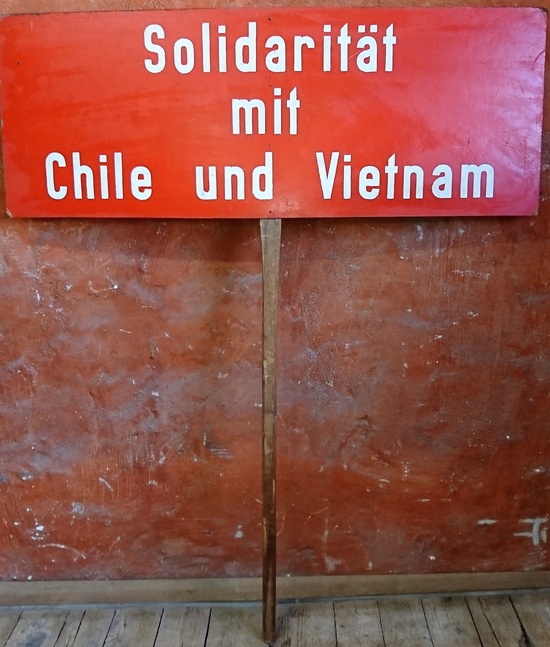 Solidarität
mit
Chile und Vietnam